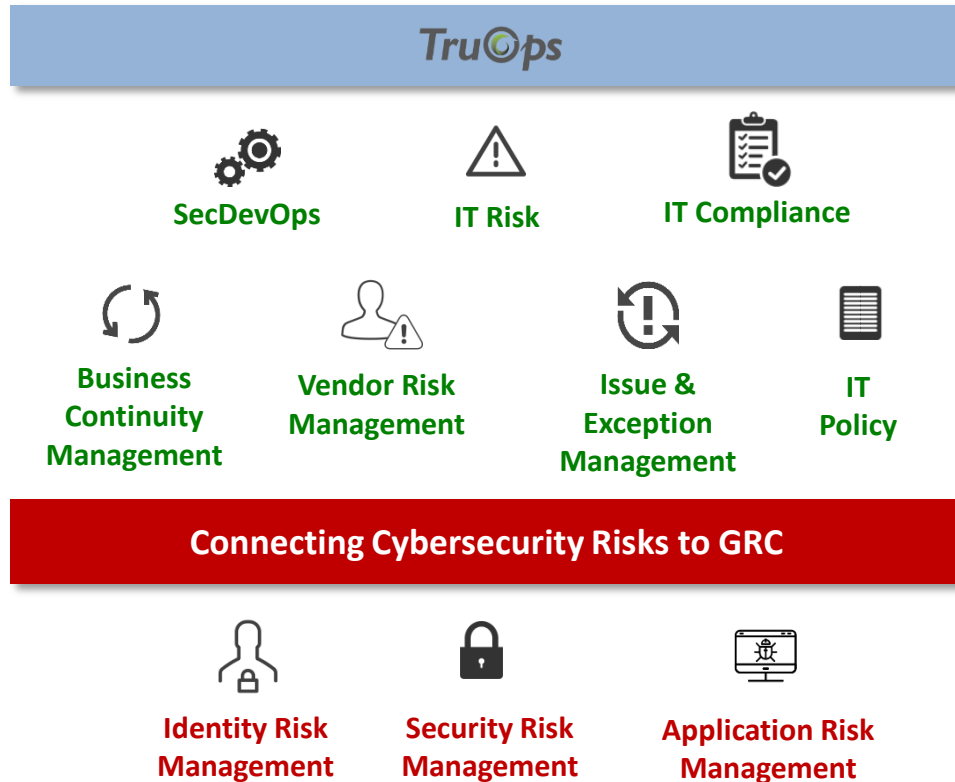 TruOps
SecDevOps
IT Risk
IT Compliance
Business
Continuity
Management
Vendor Risk
Management
Issue &
Exception
Management
IT
Policy
Connecting Cybersecurity Risks to GRC
Identity Risk
Management
Security Risk
Management
Application Risk
Management